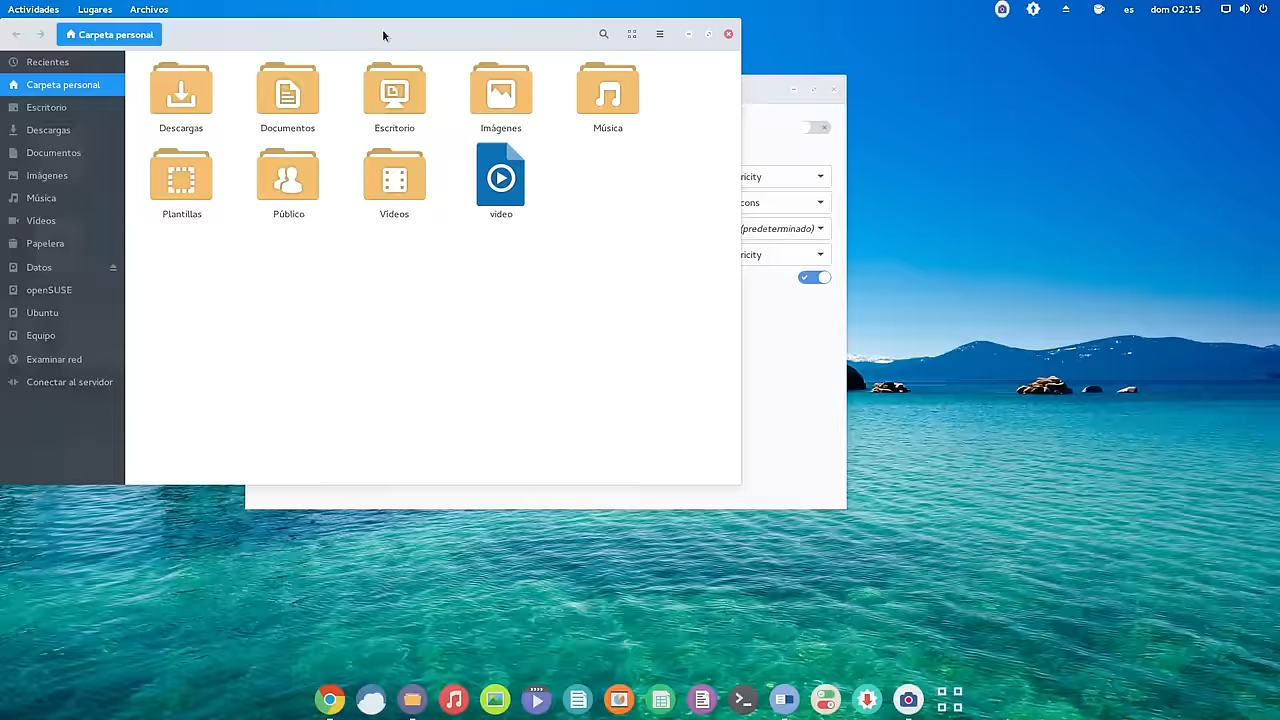 Actividades Lugares Archivos es dom 02:15
Carpeta personal
Recientes
Carpeta personal
Escritorio
Descargas
Documentos
Imágenes
Música
Vídeos
Papelera
Datos
openSUSE
Ubuntu
Equipo
Examinar red
Conectar al servidor
Descargas Documentos Escritorio Imágenes Música
Plantillas Público Vídeos video
ricity
cons
(predeterminado)
ricity